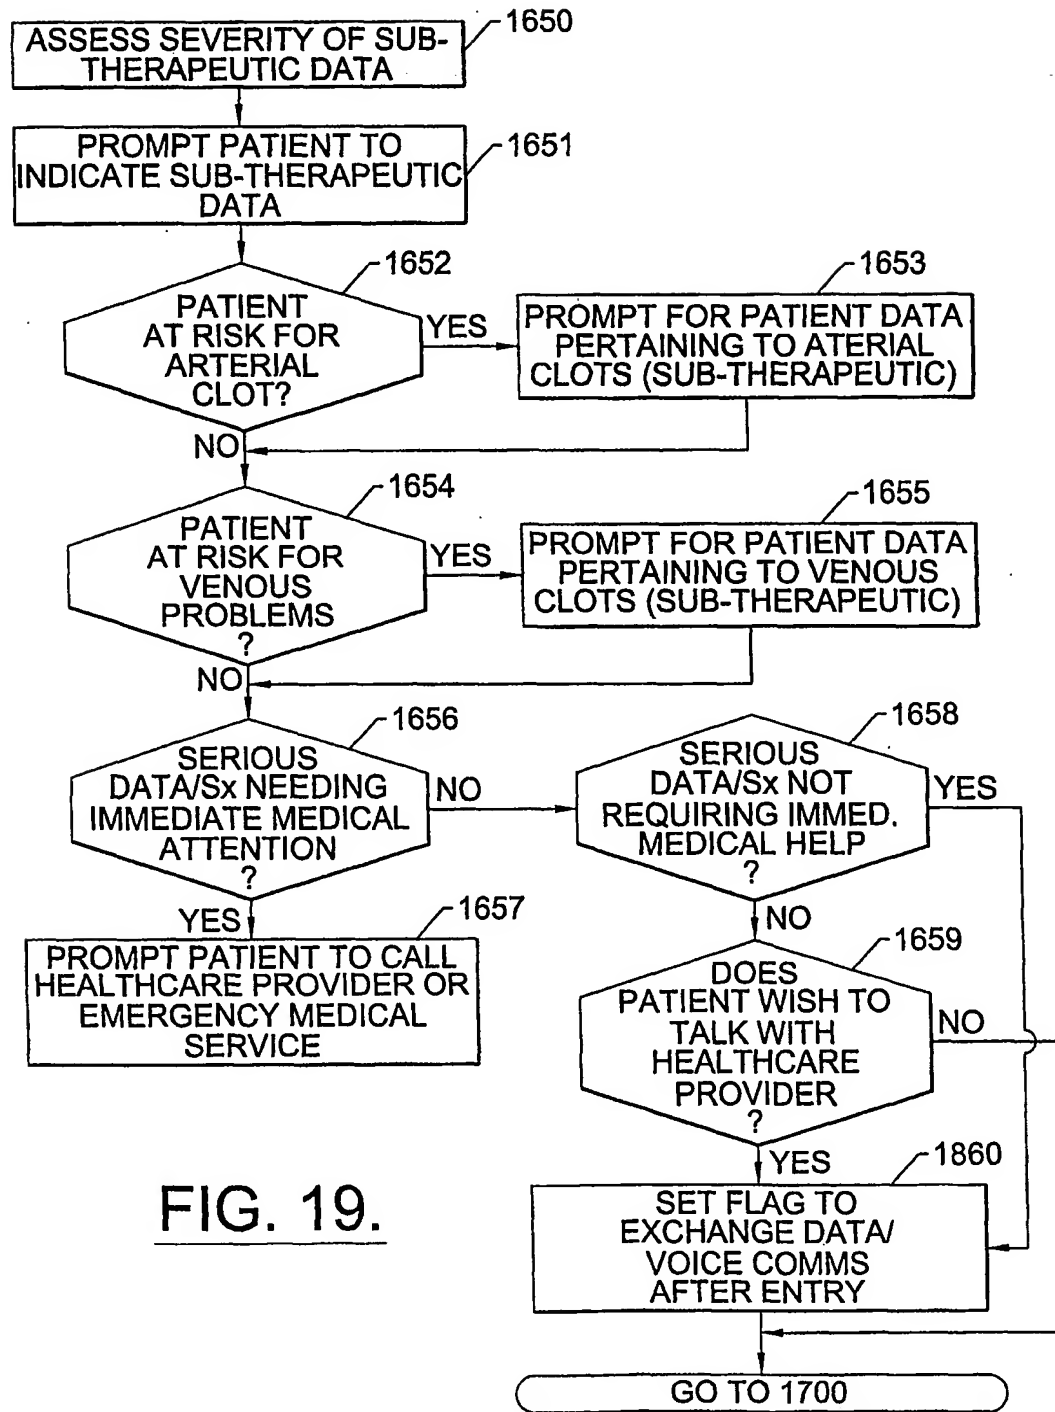 1650
ASSESS SEVERITY OF SUB-
THERAPEUTIC DATA
1651
PROMPT PATIENT TO
INDICATE SUB-THERAPEUTIC
DATA
1652
PATIENT
AT RISK FOR
ARTERIAL
CLOT?
YES
NO
1653
PROMPT FOR PATIENT DATA
PERTAINING TO ATERIAL
CLOTS (SUB-THERAPEUTIC)
1654
PATIENT
AT RISK FOR
VENOUS
PROBLEMS
?
YES
NO
1655
PROMPT FOR PATIENT DATA
PERTAINING TO VENOUS
CLOTS (SUB-THERAPEUTIC)
1656
SERIOUS
DATA/Sx NEEDING
IMMEDIATE MEDICAL
ATTENTION
?
NO
YES
1657
PROMPT PATIENT TO CALL
HEALTHCARE PROVIDER OR
EMERGENCY MEDICAL
SERVICE
1658
SERIOUS
DATA/Sx NOT
REQUIRING IMMED.
MEDICAL HELP
?
YES
NO
1659
DOES
PATIENT WISH TO
TALK WITH
HEALTHCARE
PROVIDER
?
NO
YES
1860
SET FLAG TO
EXCHANGE DATA/
VOICE COMMS
AFTER ENTRY
GO TO 1700
FIG. 19.